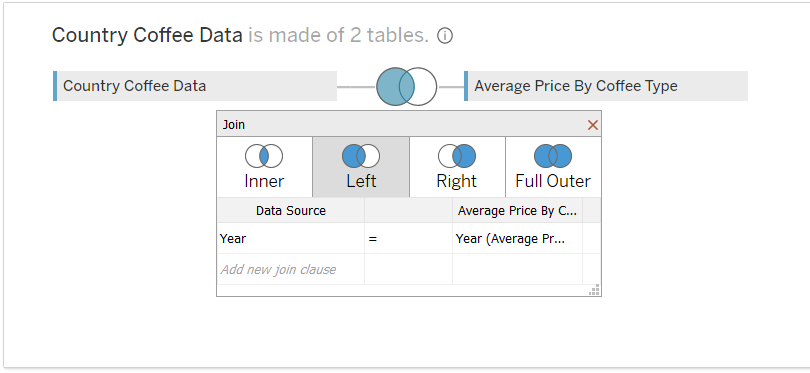 Country Coffee Data is made of 2 tables.
Country Coffee Data
Average Price By Coffee Type
Join
Inner
Left
Right
Full Outer
Data Source
Average Price By C...
Year
=
Year (Average Pr...
Add new join clause